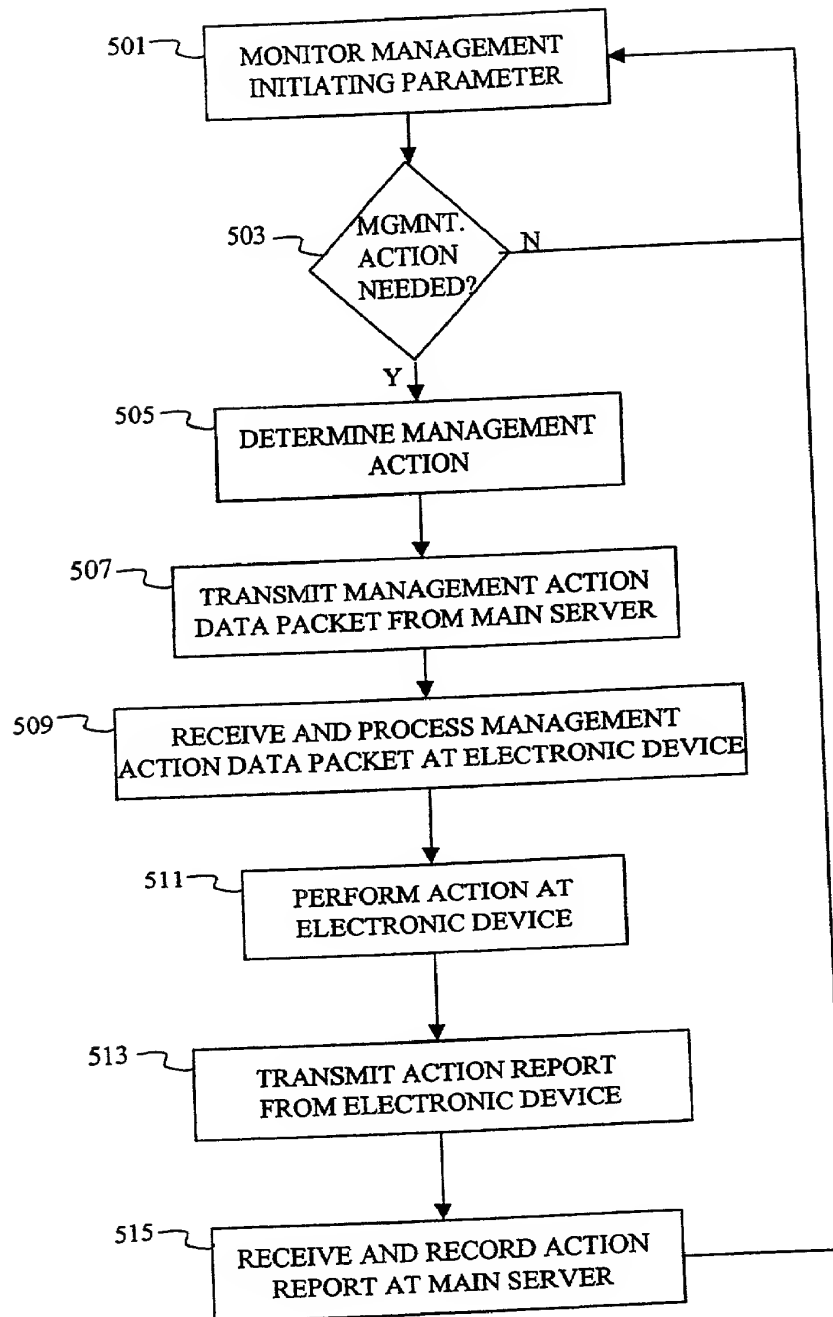 501
MONITOR MANAGEMENT
INITIATING PARAMETER
503
MGMNT.
ACTION
NEEDED?
N
Y
505
DETERMINE MANAGEMENT
ACTION
507
TRANSMIT MANAGEMENT ACTION
DATA PACKET FROM MAIN SERVER
509
RECEIVE AND PROCESS MANAGEMENT
ACTION DATA PACKET AT ELECTRONIC DEVICE
511
PERFORM ACTION AT
ELECTRONIC DEVICE
513
TRANSMIT ACTION REPORT
FROM ELECTRONIC DEVICE
515
RECEIVE AND RECORD ACTION
REPORT AT MAIN SERVER